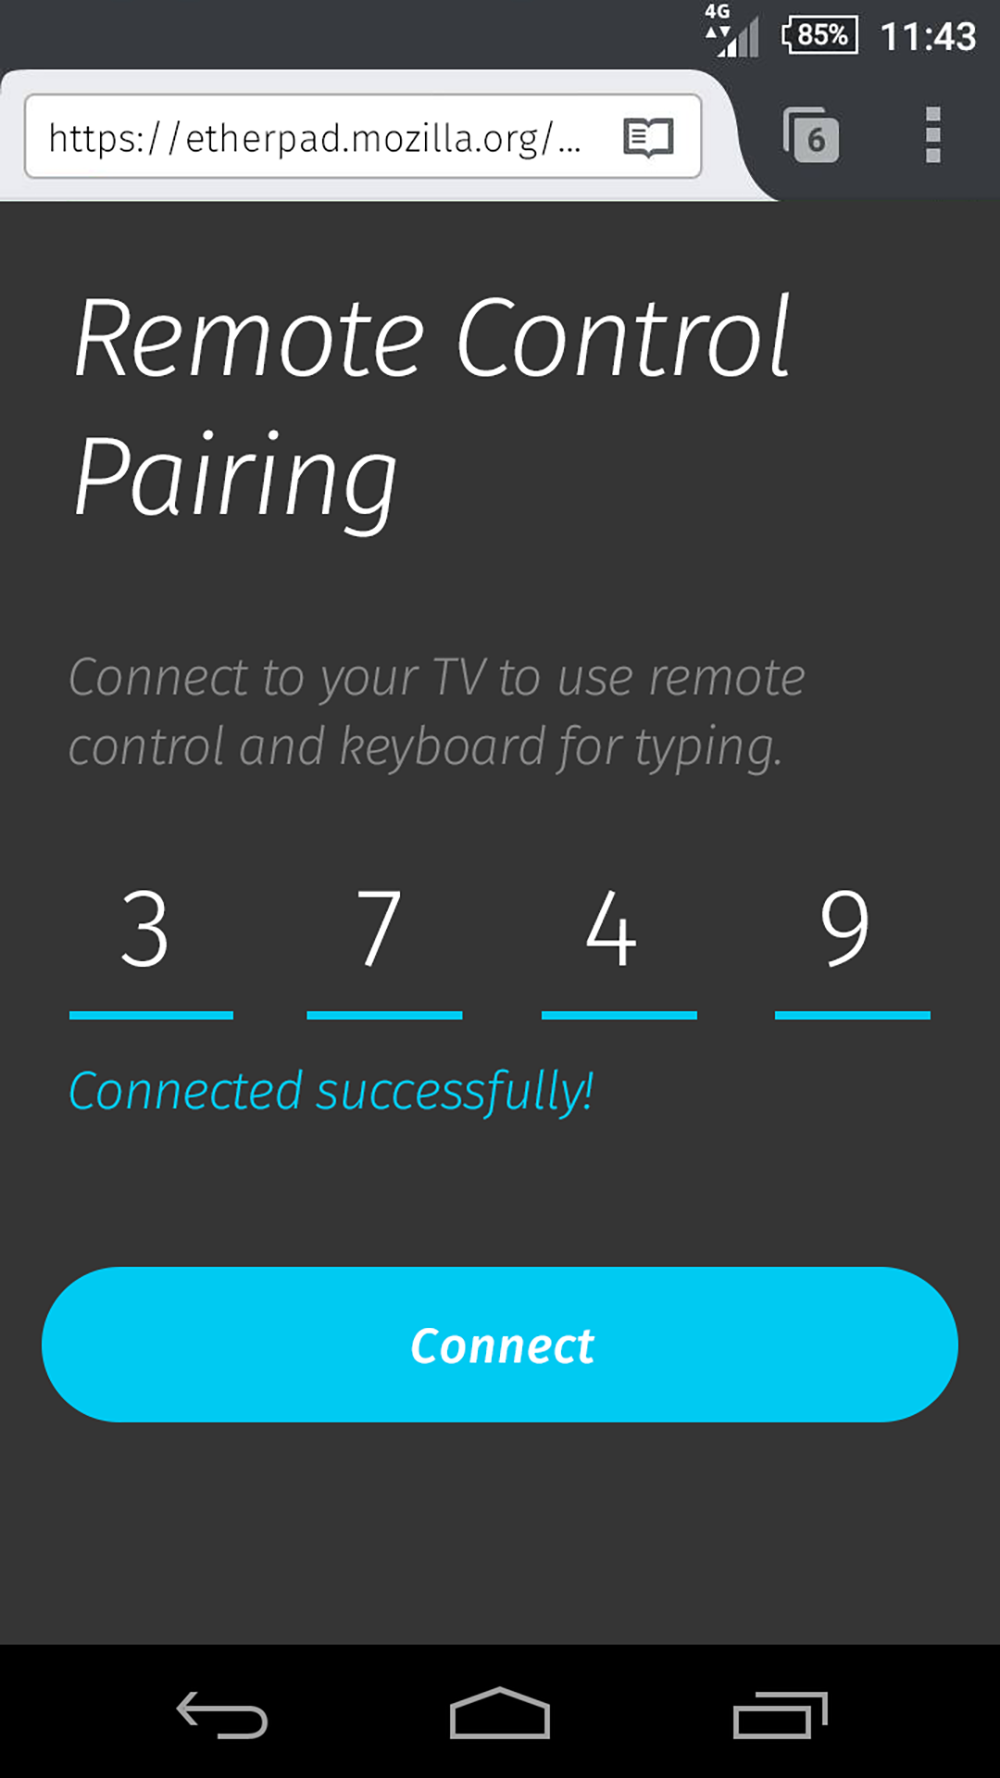 4G
85%
11:43
https://etherpad.mozilla.org/...
6
Remote Control
Pairing
Connect to your TV to use remote
control and keyboard for typing.
3 7 4 9
Connected successfully!
Connect